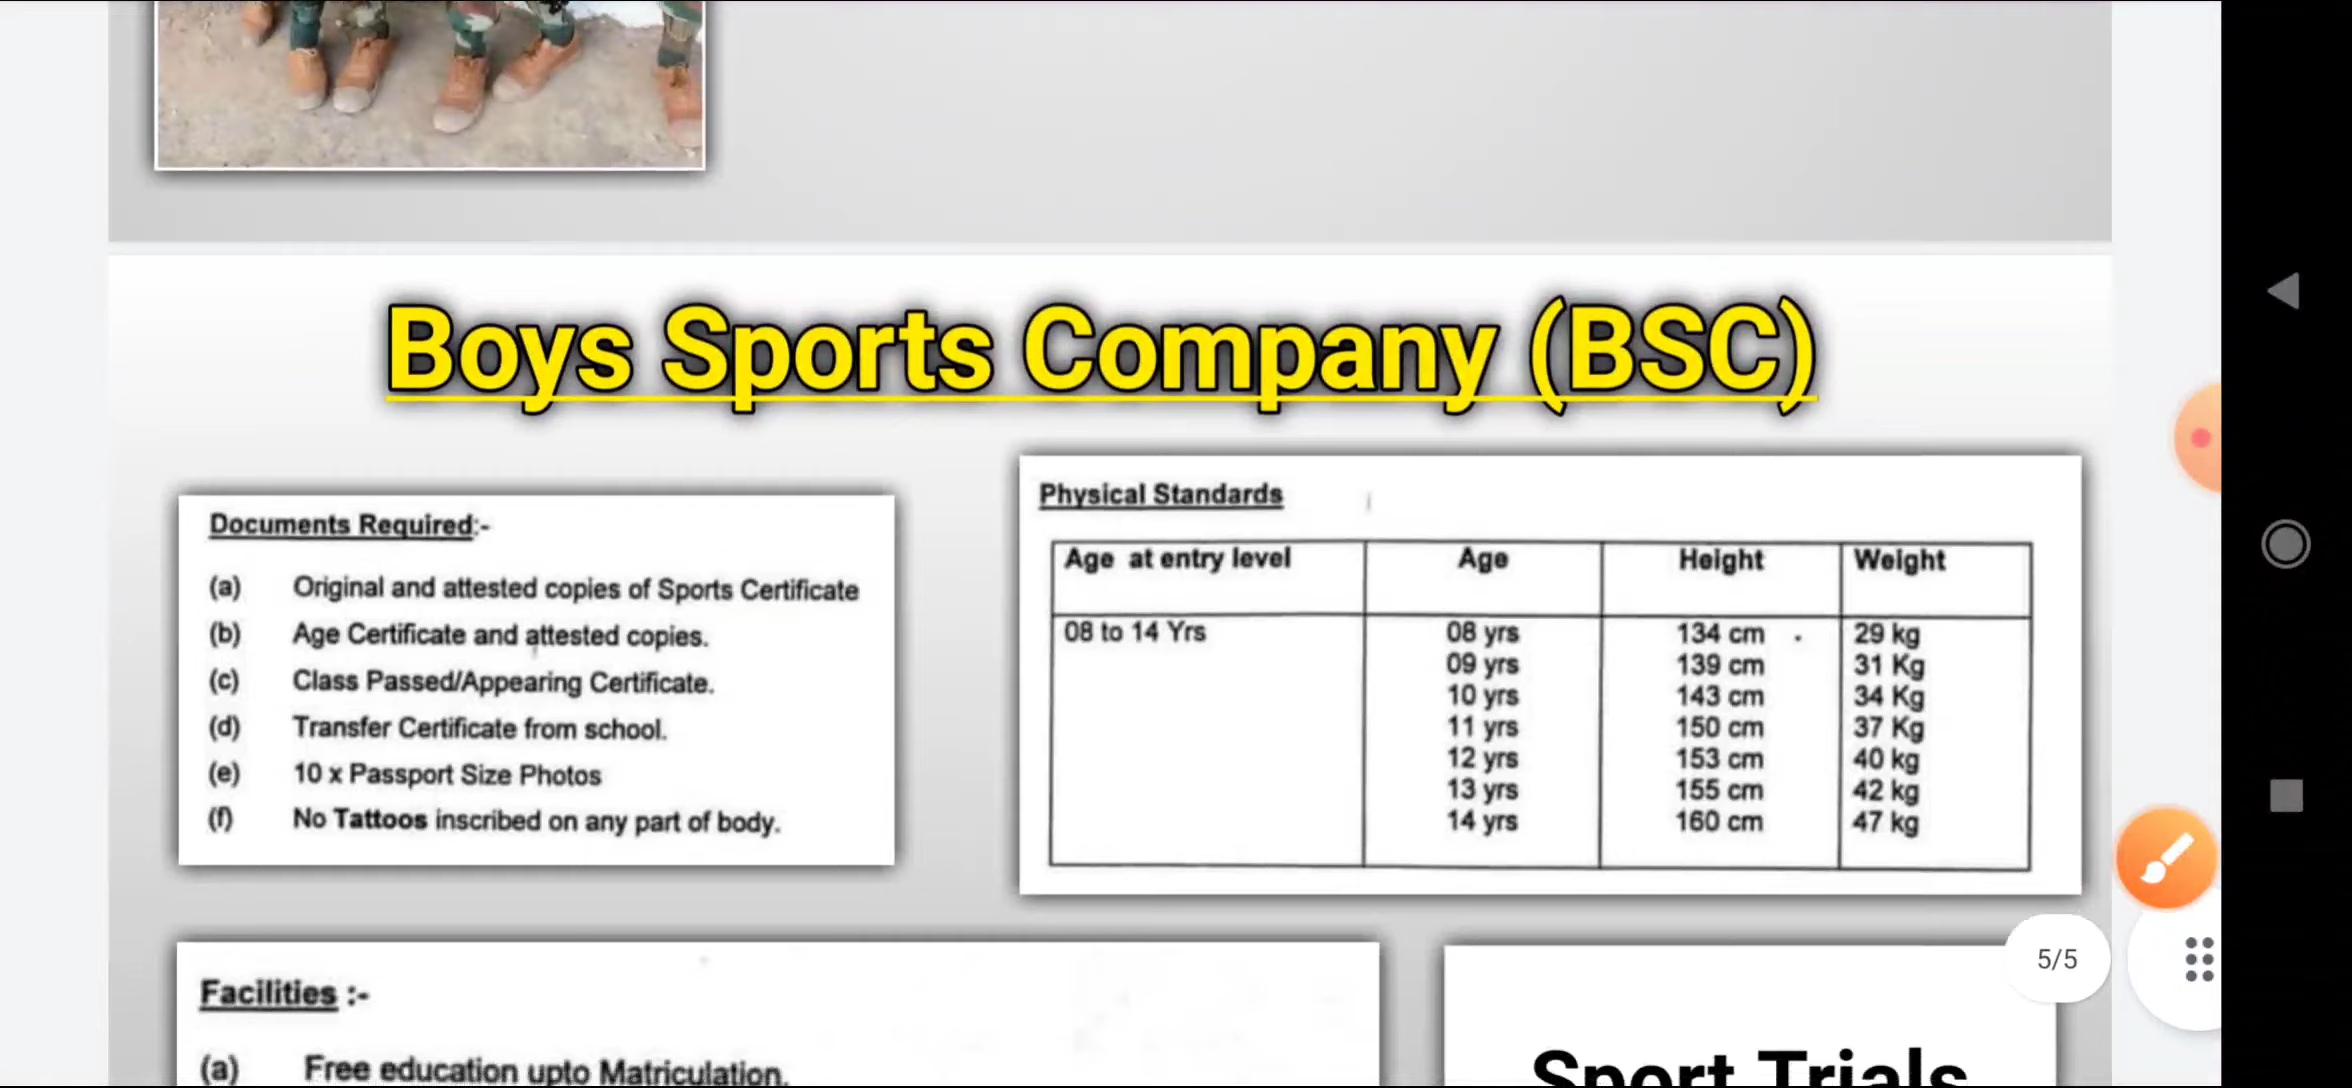 Boys Sports Company (BSC)
Documents Required:-
(a) Original and attested copies of Sports Certificate
(b) Age Certificate and attested copies.
(c) Class Passed/Appearing Certificate.
(d) Transfer Certificate from school.
(e) 10 x Passport Size Photos
(f) No Tattoos inscribed on any part of body.
Physical Standards
Age at entry level Age Height Weight
08 to 14 Yrs 08 yrs 134 cm 29 kg
09 yrs 139 cm 31 Kg
10 yrs 143 cm 34 Kg
11 yrs 150 cm 37 Kg
12 yrs 153 cm 40 kg
13 yrs 155 cm 42 kg
14 yrs 160 cm 47 kg
Facilities :-
(a) Free education upto Matriculation.
Sport Trials
5/5